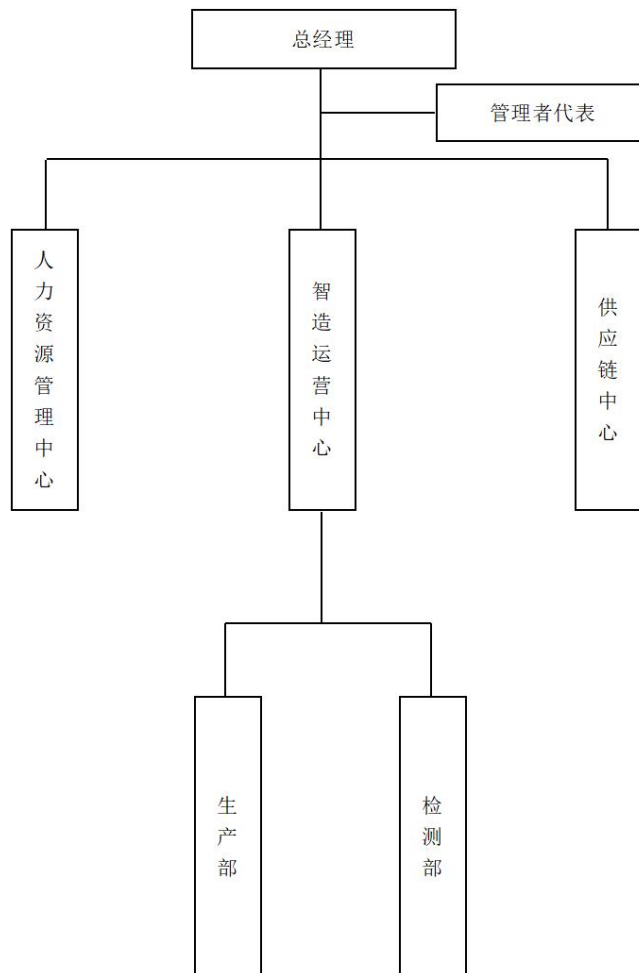 总经理
管理者代表
人力资源管理中心
智造运营中心
供应链中心
生产部
检测部